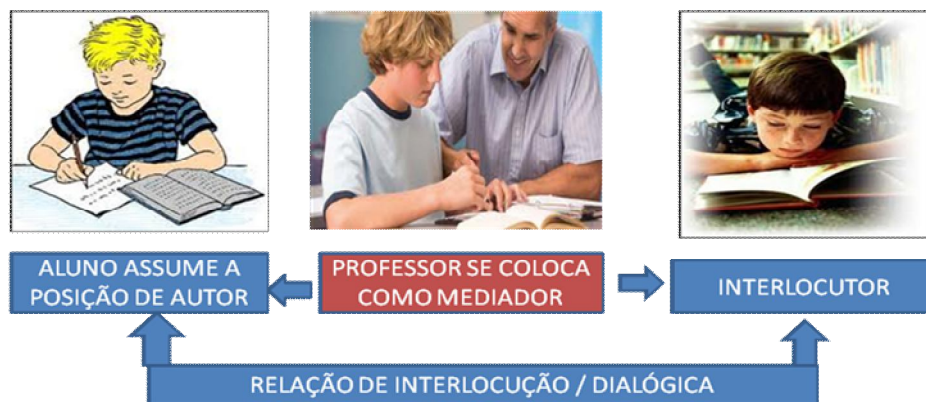 ALUNO ASSUME A
POSIÇÃO DE AUTOR
PROFESSOR SE COLOCA
COMO MEDIADOR
INTERLOCUTOR
RELAÇÃO DE INTERLOCUÇÃO / DIALÓGICA